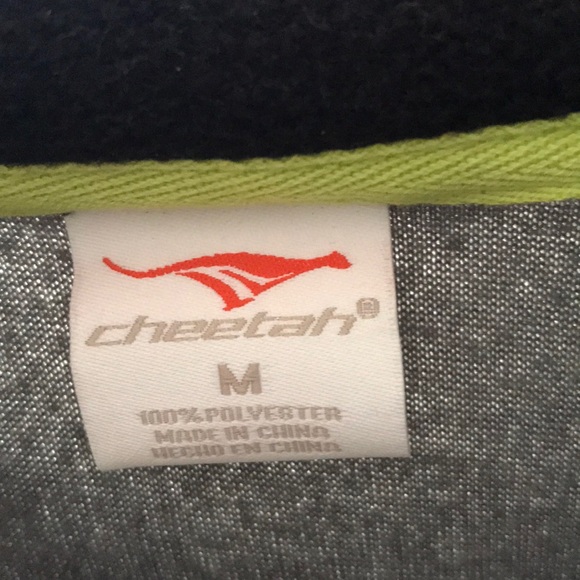 cheetah®
M
100% POLYESTER
MADE IN CHINA
HECHO EN CHINA